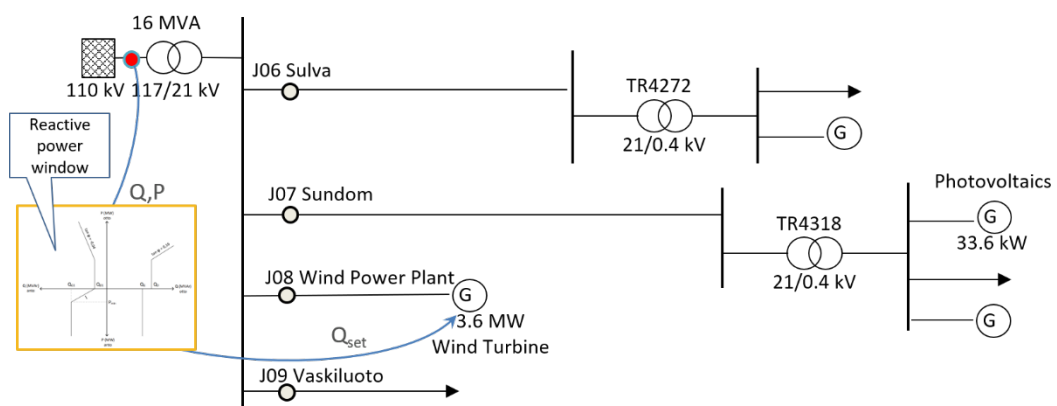 16 MVA
110 kV
117/21 kV
Reactive
power
window
Q,P
J06 Sulva
TR4272
21/0.4 kV
G
J07 Sundom
TR4318
21/0.4 kV
Photovoltaics
G
33.6 kW
G
J08 Wind Power Plant
G
3.6 MW
Wind Turbine
Qset
J09 Vaskiluoto